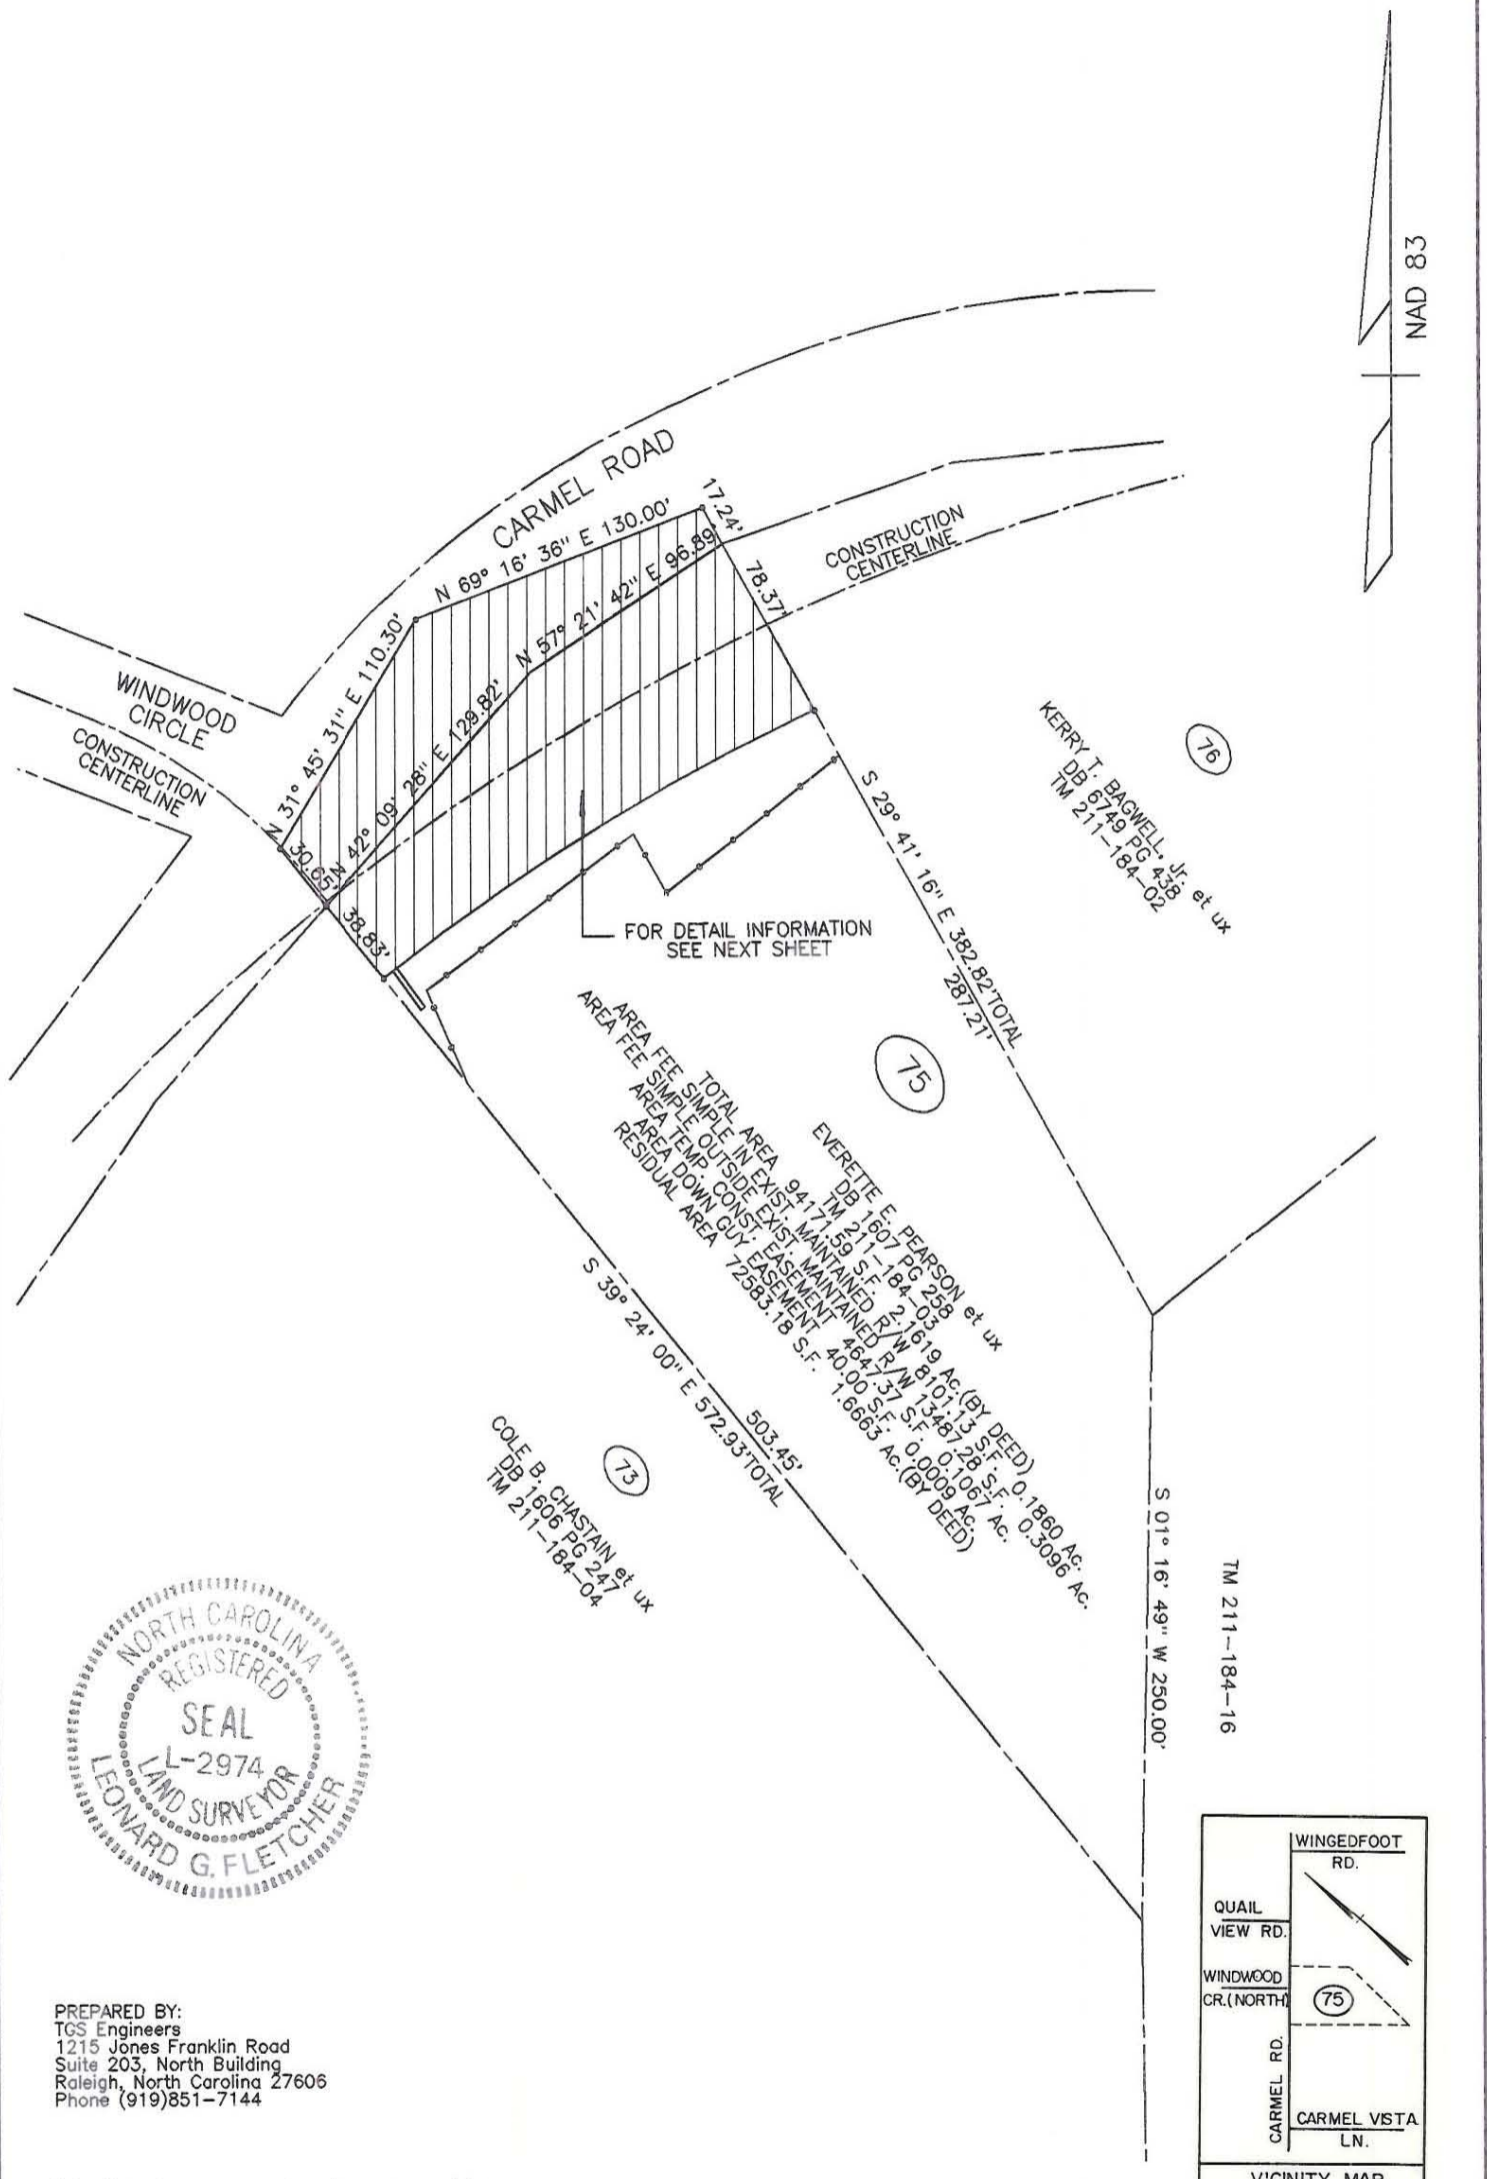 NAD 83
CARMEL ROAD
N 69° 16' 36" E 130.00'
17.24'
N 57° 21' 42" E 96.89'
78.37'
CONSTRUCTION
CENTERLINE
WINDWOOD
CIRCLE
CONSTRUCTION
CENTERLINE
N 31° 45' 31" E 110.30'
N 42° 09' 28" E 129.82'
30.65'
38.83'
FOR DETAIL INFORMATION
SEE NEXT SHEET
S 29° 41' 16" E 382.82'TOTAL
287.21'
76
KERRY T. BAGWELL, Jr. et ux
DB 6749 PG 438
TM 211-184-02
75
EVERETTE E. PEARSON et ux
DB 1607 PG 258
TM 211-184-03
TOTAL AREA 94171.59 S.F. 2.1619 Ac.(BY DEED)
AREA FEE SIMPLE IN EXIST. MAINTAINED R/W 8101.13 S.F. 0.1860 Ac.
AREA FEE SIMPLE OUTSIDE EXIST. MAINTAINED R/W 13487.28 S.F. 0.3096 Ac.
AREA TEMP. CONST. EASEMENT 4647.37 S.F. 0.1067 Ac.
AREA DOWN GUY EASEMENT 40.00 S.F. 0.0009 Ac.
RESIDUAL AREA 72583.18 S.F. 1.6663 Ac.(BY DEED)
503.45'
S 39° 24' 00" E 572.93'TOTAL
73
COLE B. CHASTAIN et ux
DB 1606 PG 247
TM 211-184-04
S 01° 16' 49" W 250.00'
TM 211-184-16
NORTH CAROLINA
REGISTERED
SEAL
L-2974
LAND SURVEYOR
LEONARD G. FLETCHER
PREPARED BY:
TGS Engineers
1215 Jones Franklin Road
Suite 203, North Building
Raleigh, North Carolina 27606
Phone (919)851-7144
WINGEDFOOT
RD.
QUAIL
VIEW RD.
WINDWOOD
CR.(NORTH)
75
CARMEL RD.
CARMEL VISTA
LN.
VICINITY MAP